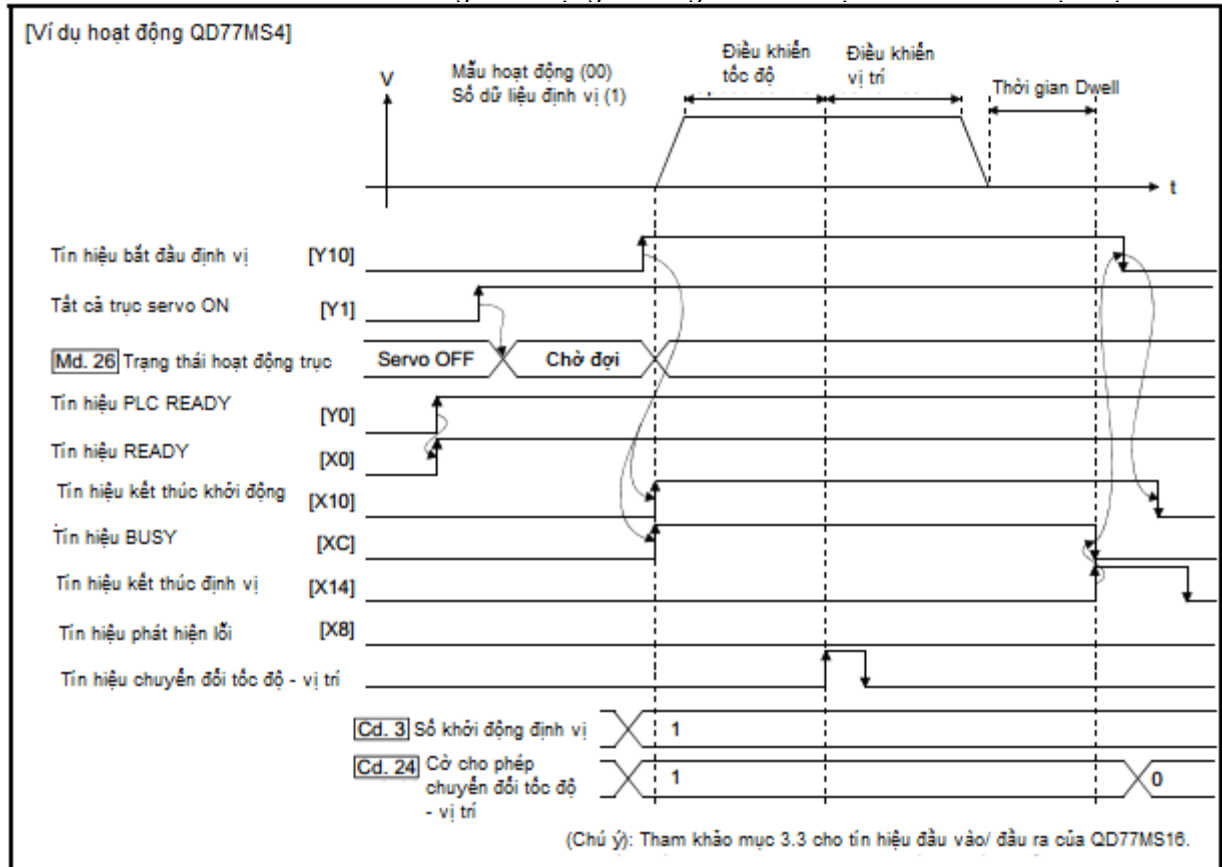 [Ví dụ hoạt động QD77MS4]
V
Mẫu hoạt động (00)
Số dữ liệu định vị (1)
Điều khiển
tốc độ
Điều khiển
vị trí
Thời gian Dwell
t
Tín hiệu bắt đầu định vị [Y10]
Tất cả trục servo ON [Y1]
Md. 26 Trạng thái hoạt động trục Servo OFF Chờ đợi
Tín hiệu PLC READY [Y0]
Tín hiệu READY [X0]
Tín hiệu kết thúc khởi động [X10]
Tín hiệu BUSY [XC]
Tín hiệu kết thúc định vị [X14]
Tín hiệu phát hiện lỗi [X8]
Tín hiệu chuyển đổi tốc độ - vị trí
Cd. 3 Số khởi động định vị 1
Cd. 24 Cờ cho phép
chuyển đổi tốc độ
- vị trí
1 0
(Chú ý): Tham khảo mục 3.3 cho tín hiệu đầu vào/ đầu ra của QD77MS16.